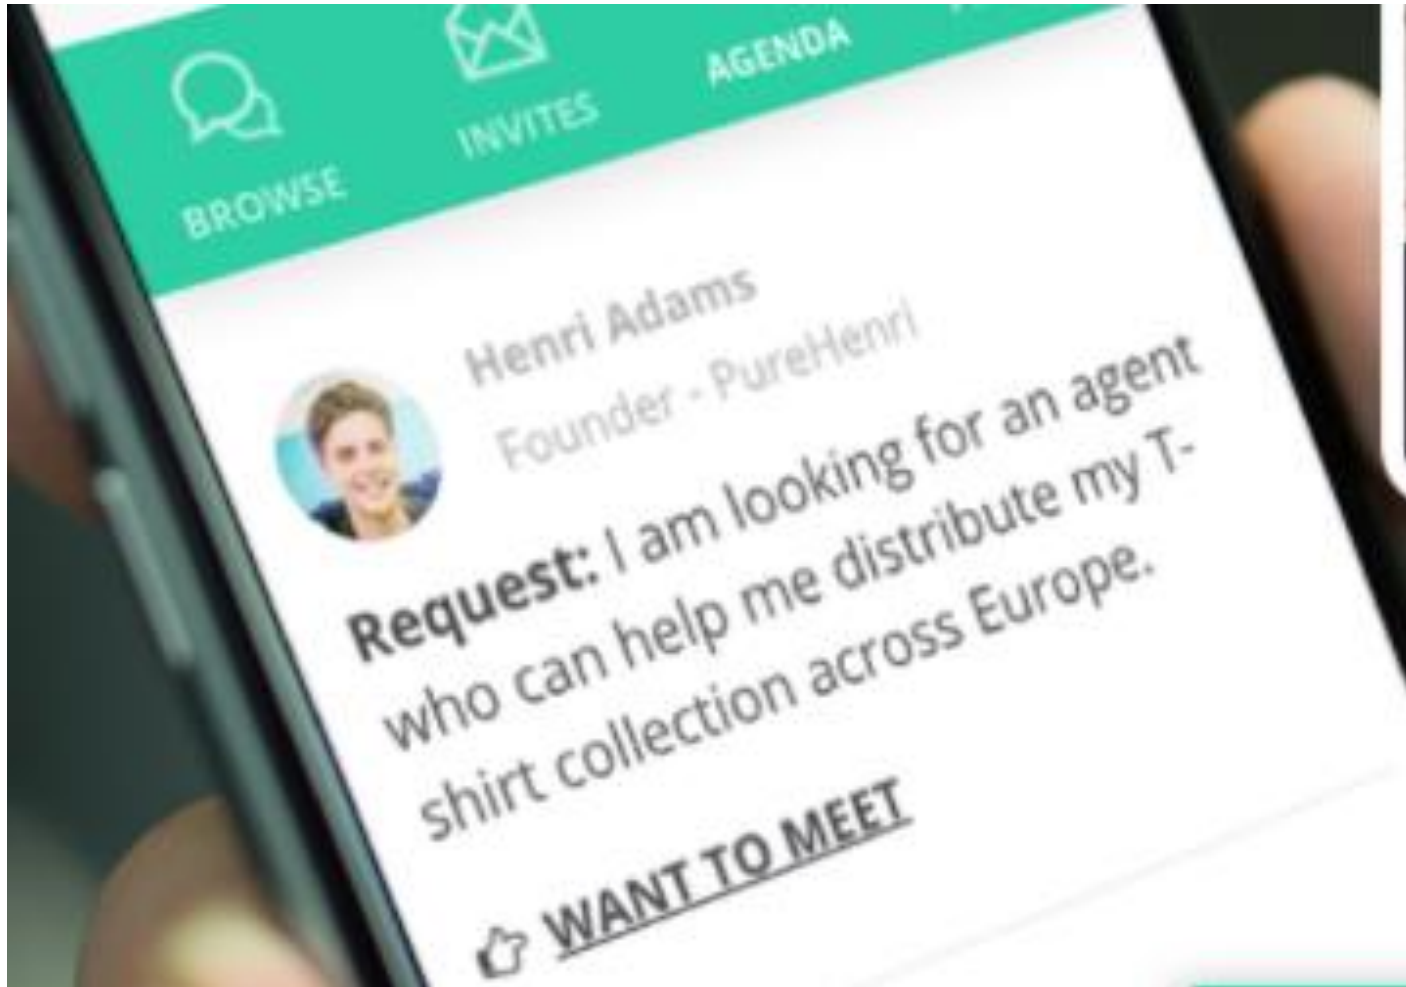 BROWSE
INVITES
AGENDA
Henri Adams
Founder - PureHenri
Request: I am looking for an agent
who can help me distribute my T-
shirt collection across Europe.
WANT TO MEET